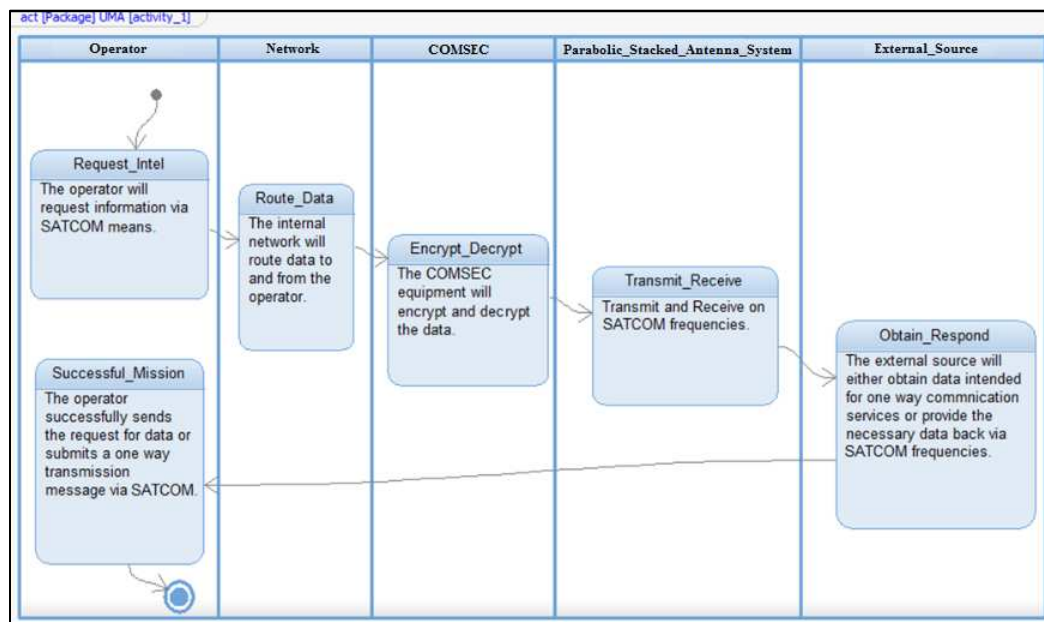 act [Package] UMA [activity_1]
Operator
Network
COMSEC
Parabolic_Stacked_Antenna_System
External_Source
Request_Intel
The operator will
request information via
SATCOM means.
Route_Data
The internal
network will
route data to
and from the
operator.
Encrypt_Decrypt
The COMSEC
equipment will
encrypt and decrypt
the data.
Transmit_Receive
Transmit and Receive on
SATCOM frequencies.
Obtain_Respond
The external source will
either obtain data intended
for one way commnication
services or provide the
necessary data back via
SATCOM frequencies.
Successful_Mission
The operator
successfully sends
the request for data or
submits a one way
transmission
message via SATCOM.